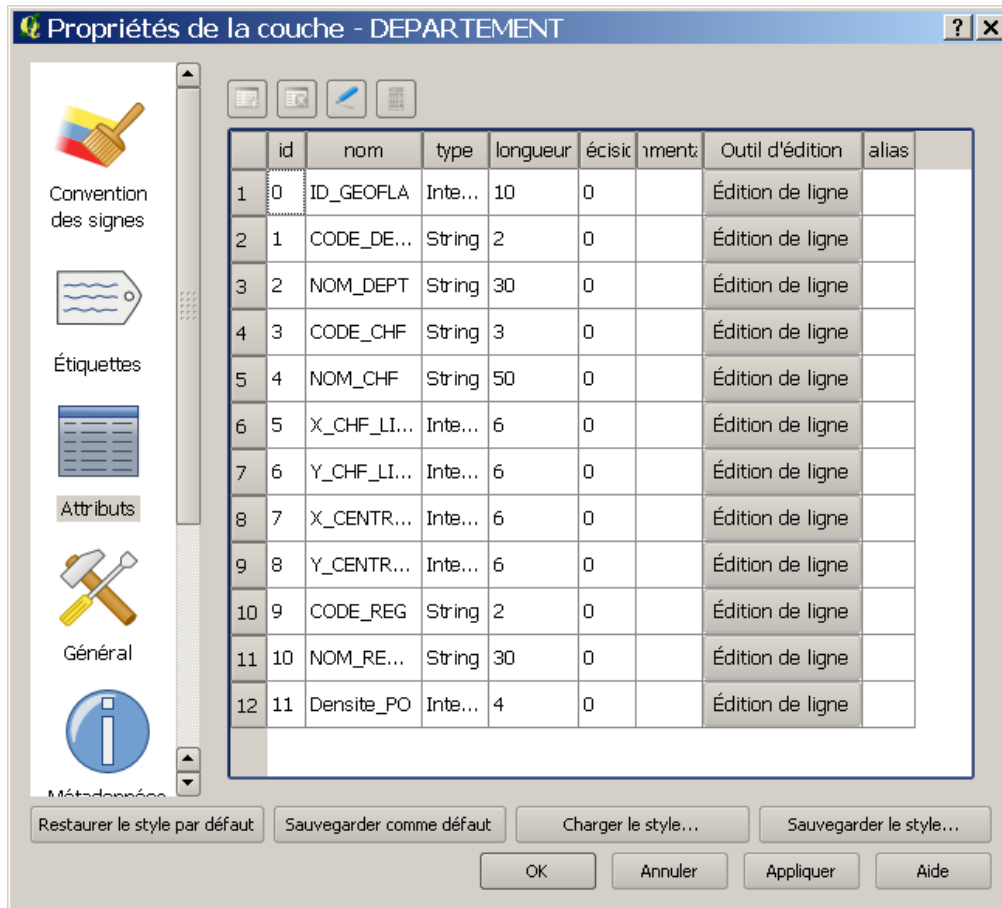 Propriétés de la couche - DEPARTEMENT
Convention
des signes
Étiquettes
Attributs
Général
Métadonnées
id nom type longueur écisic nmenta Outil d'édition alias
1 0 ID_GEOFLA Inte... 10 0 Édition de ligne
2 1 CODE_DE... String 2 0 Édition de ligne
3 2 NOM_DEPT String 30 0 Édition de ligne
4 3 CODE_CHF String 3 0 Édition de ligne
5 4 NOM_CHF String 50 0 Édition de ligne
6 5 X_CHF_LI... Inte... 6 0 Édition de ligne
7 6 Y_CHF_LI... Inte... 6 0 Édition de ligne
8 7 X_CENTR... Inte... 6 0 Édition de ligne
9 8 Y_CENTR... Inte... 6 0 Édition de ligne
10 9 CODE_REG String 2 0 Édition de ligne
11 10 NOM_RE... String 30 0 Édition de ligne
12 11 Densite_PO Inte... 4 0 Édition de ligne
Restaurer le style par défaut Sauvegarder comme défaut Charger le style... Sauvegarder le style...
OK Annuler Appliquer Aide